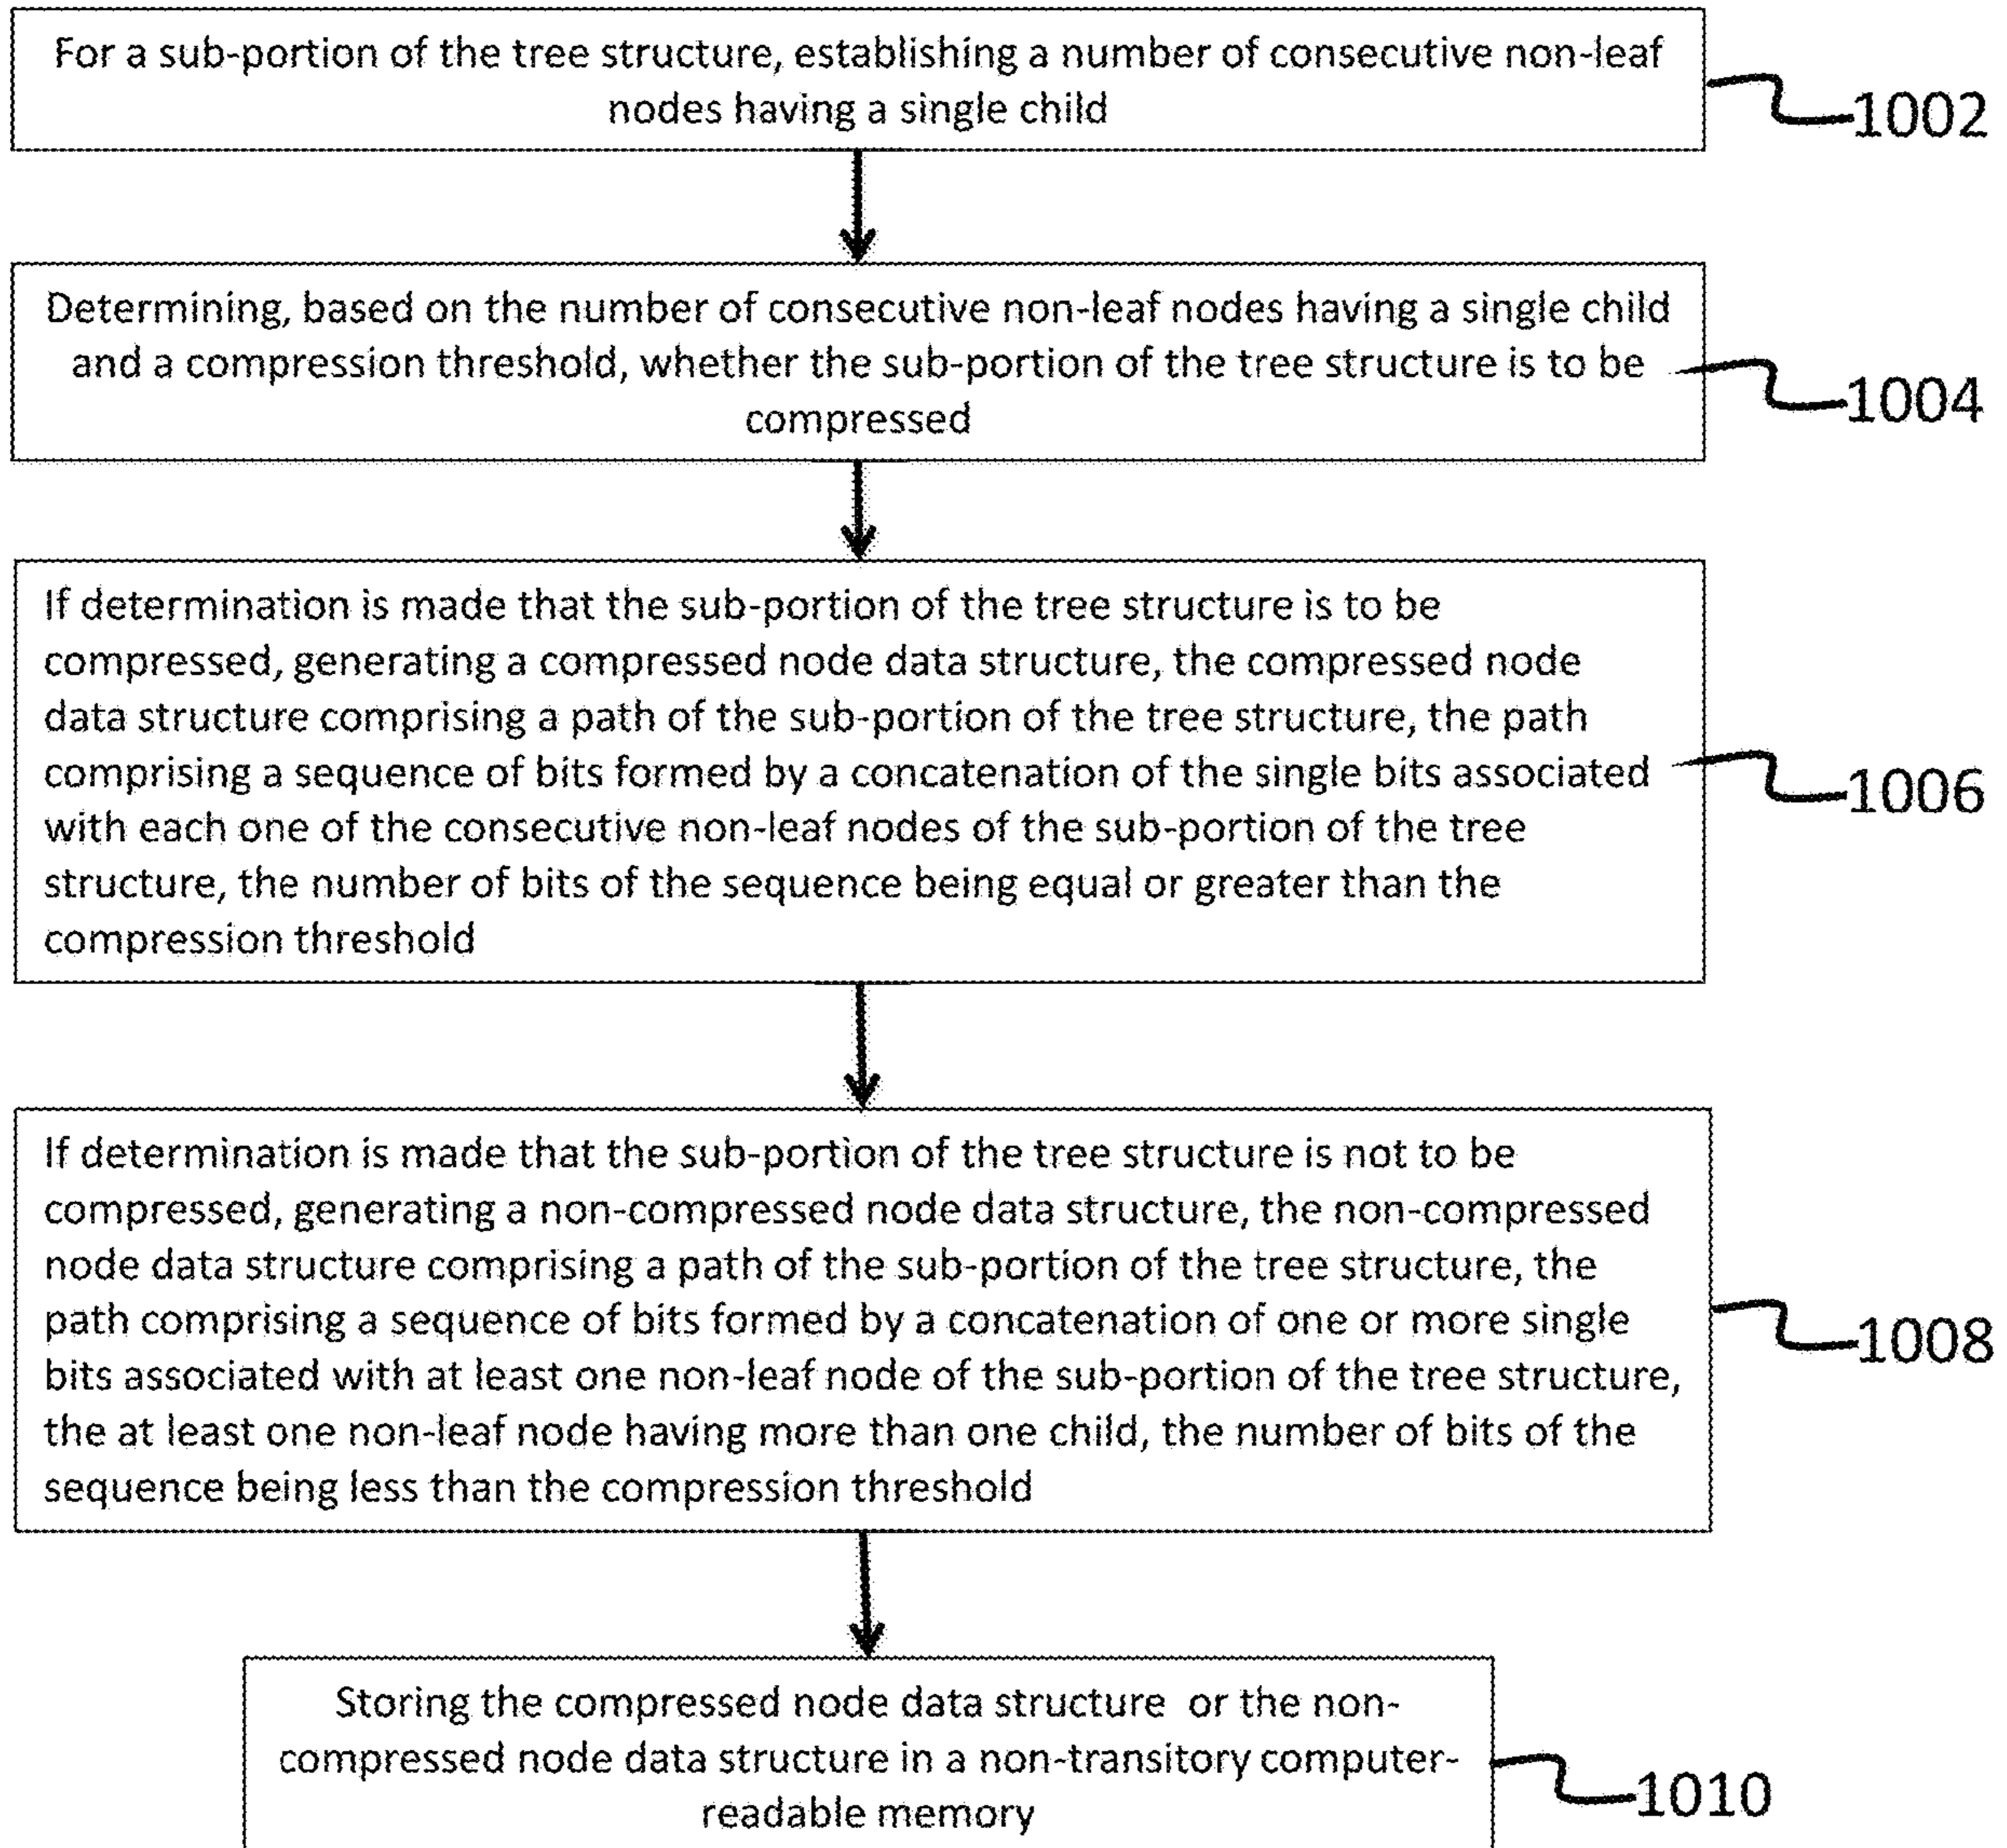 For a sub-portion of the tree structure, establishing a number of consecutive non-leaf
nodes having a single child
1002
Determining, based on the number of consecutive non-leaf nodes having a single child
and a compression threshold, whether the sub-portion of the tree structure is to be
compressed
1004
If determination is made that the sub-portion of the tree structure is to be
compressed, generating a compressed node data structure, the compressed node
data structure comprising a path of the sub-portion of the tree structure, the path
comprising a sequence of bits formed by a concatenation of the single bits associated
with each one of the consecutive non-leaf nodes of the sub-portion of the tree
structure, the number of bits of the sequence being equal or greater than the
compression threshold
1006
If determination is made that the sub-portion of the tree structure is not to be
compressed, generating a non-compressed node data structure, the non-compressed
node data structure comprising a path of the sub-portion of the tree structure, the
path comprising a sequence of bits formed by a concatenation of one or more single
bits associated with at least one non-leaf node of the sub-portion of the tree structure,
the at least one non-leaf node having more than one child, the number of bits of the
sequence being less than the compression threshold
1008
Storing the compressed node data structure or the non-
compressed node data structure in a non-transitory computer-
readable memory
1010